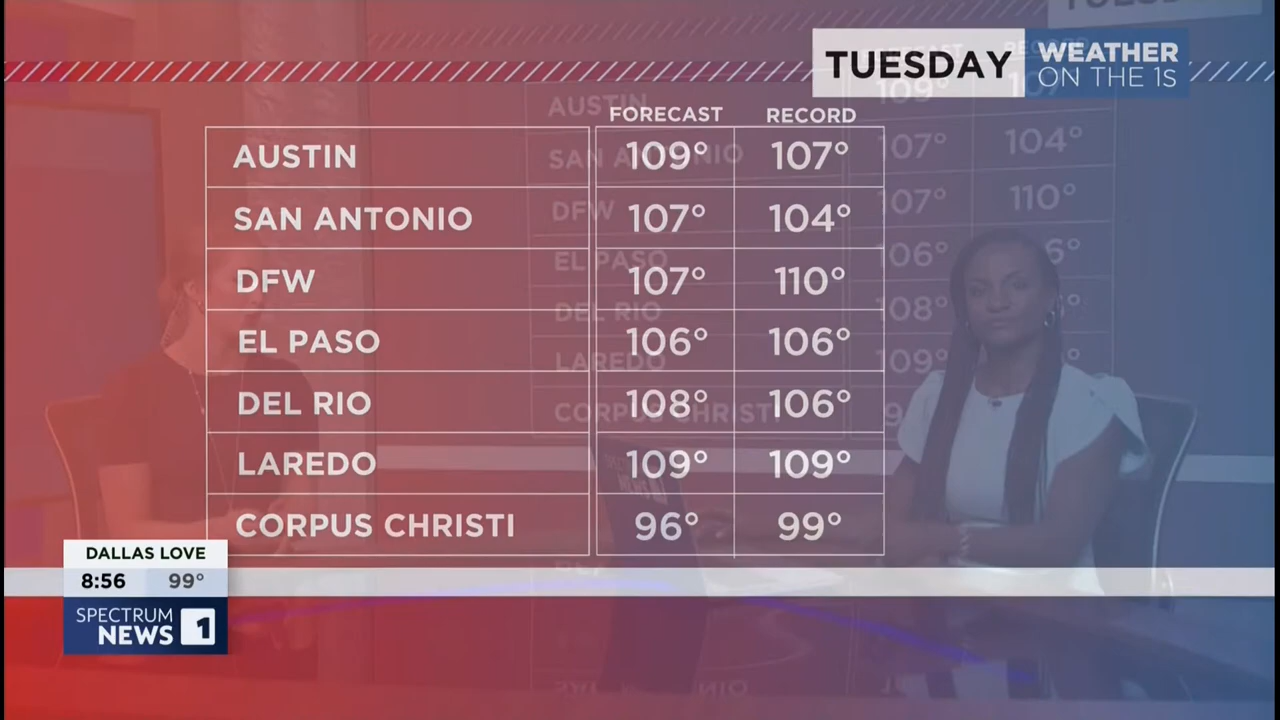 TUESDAY WEATHER
ON THE 1S
FORECAST RECORD
AUSTIN 109° 107°
SAN ANTONIO 107° 104°
DFW 107° 110°
EL PASO 106° 106°
DEL RIO 108° 106°
LAREDO 109° 109°
CORPUS CHRISTI 96° 99°
DALLAS LOVE
8:56 99°
SPECTRUM
NEWS 1